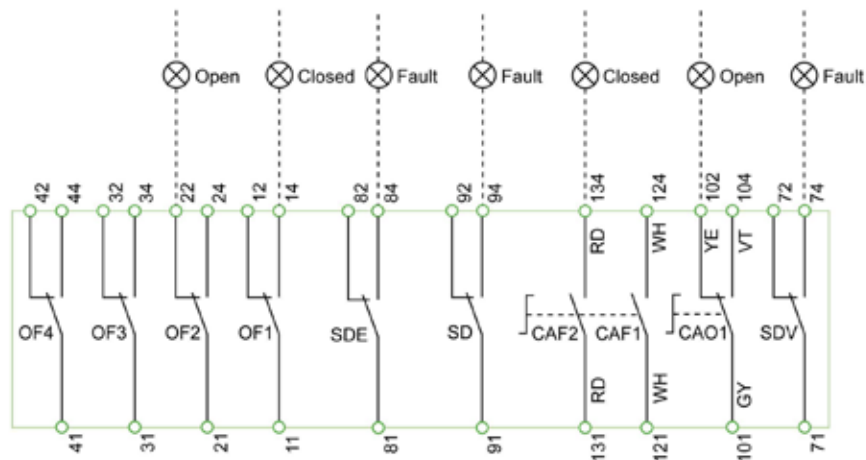 Open Closed Fault Fault Closed Open Fault
42 44 32 34 22 24 12 14 82 84 92 94 134 124 102 104 72 74
RD WH YE VT
OF4 OF3 OF2 OF1 SDE SD CAF2 CAF1 CAO1 SDV
RD WH GY
41 31 21 11 81 91 131 121 101 71